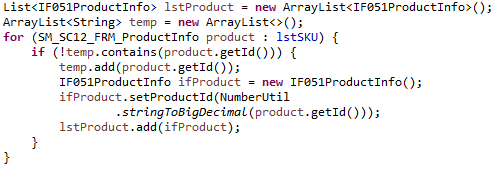 List<IF051ProductInfo> lstProduct = new ArrayList<IF051ProductInfo>();
ArrayList<String> temp = new ArrayList<>();
for (SM_SC12_FRM_ProductInfo product : lstSKU) {
    if (!temp.contains(product.getId())) {
        temp.add(product.getId());
        IF051ProductInfo ifProduct = new IF051ProductInfo();
        ifProduct.setProductId(NumberUtil
                .stringToBigDecimal(product.getId()));
        lstProduct.add(ifProduct);
    }
}